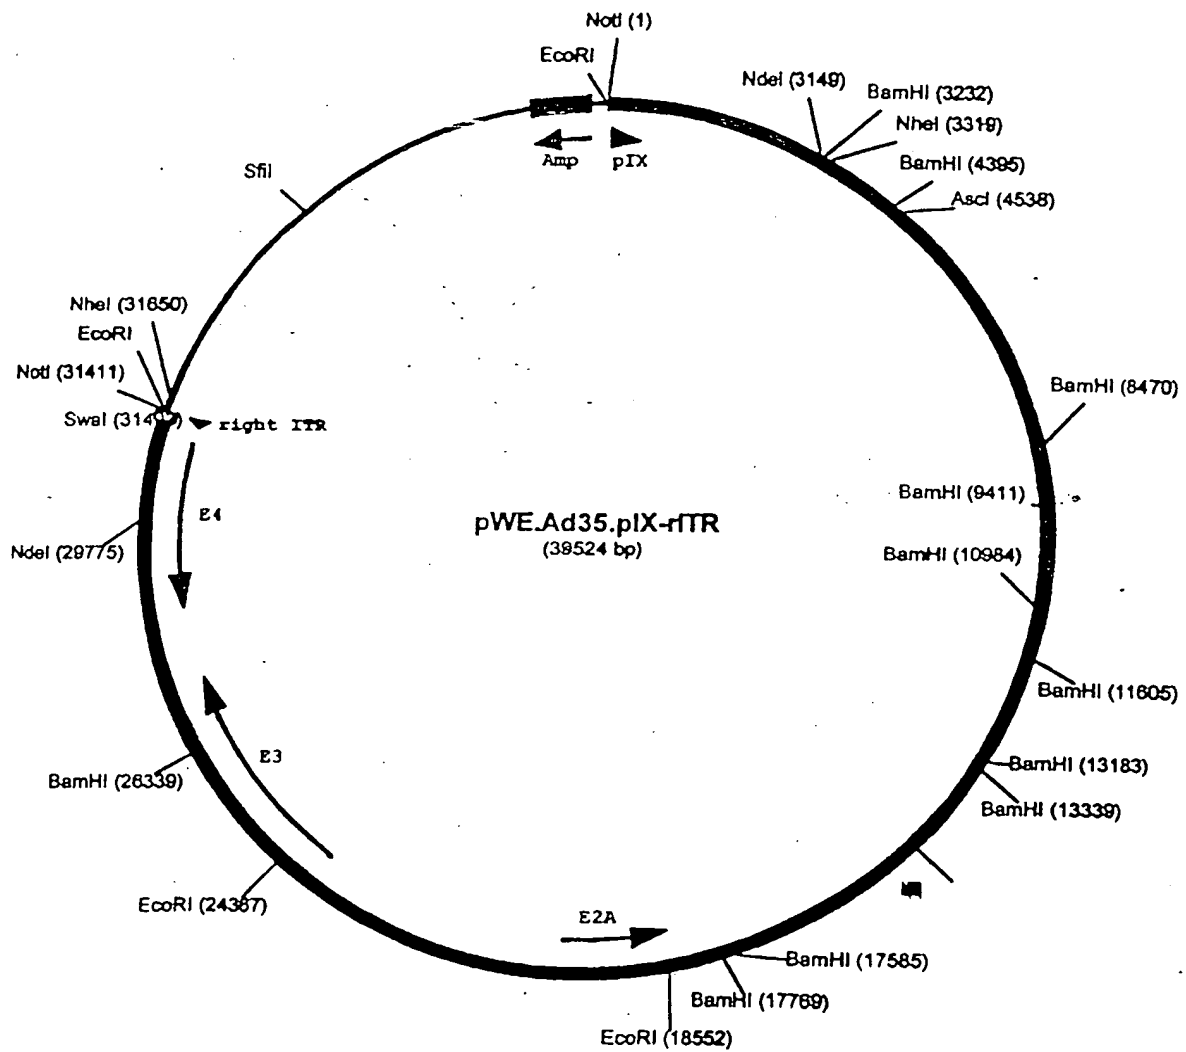 NotI (1)
EcoRI
NdeI (3149)
BamHI (3232)
NheI (3319)
BamHI (4395)
AscI (4538)
Amp
pIX
SfiI
NheI (31650)
EcoRI
NotI (31411)
SwaI
right ITR
BamHI (8470)
BamHI (9411)
E4
pWE.Ad35.pIX-rITR
(39524 bp)
NdeI (29775)
BamHI (10984)
BamHI (11605)
E3
BamHI (26339)
BamHI (13183)
BamHI (13339)
EcoRI (24387)
E2A
BamHI (17585)
BamHI (17769)
EcoRI (18552)